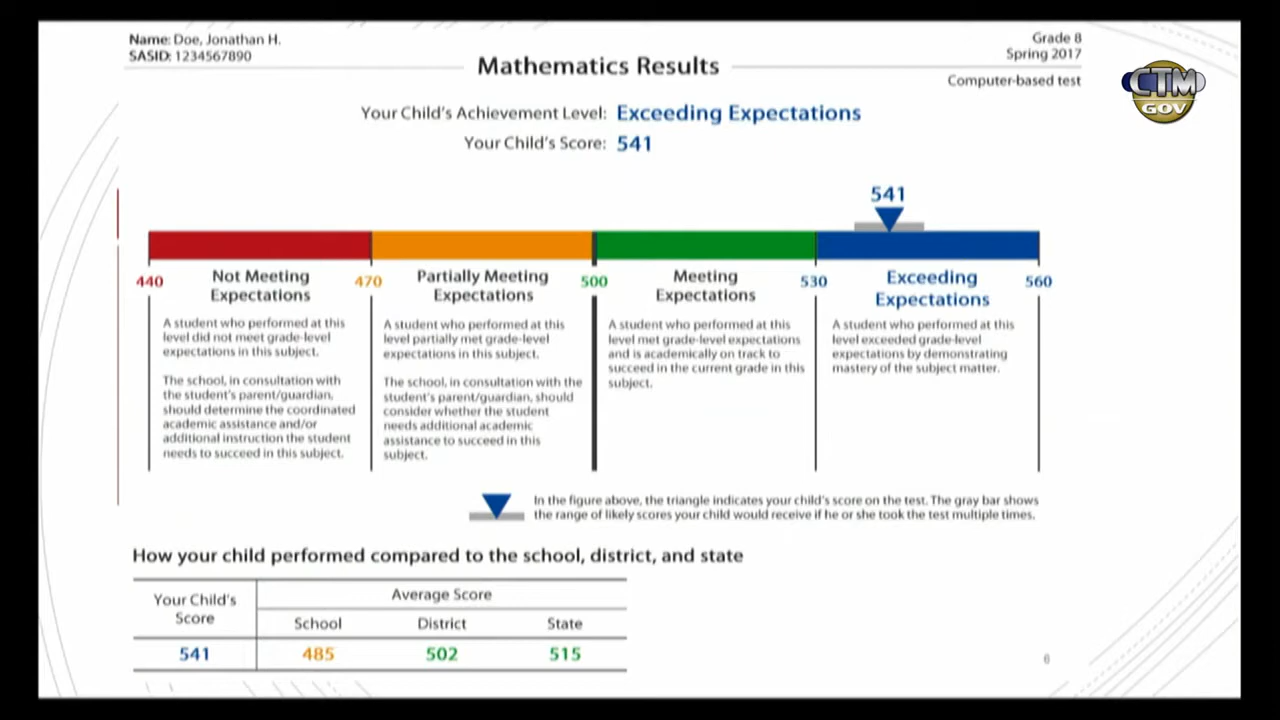 Name: Doe, Jonathan H.
SASID: 1234567890
Grade 8
Spring 2017
Mathematics Results
Computer-based test
CTM
GOV
Your Child's Achievement Level: Exceeding Expectations
Your Child's Score: 541
541
440
Not Meeting
Expectations
470
Partially Meeting
Expectations
500
Meeting
Expectations
530
Exceeding
Expectations
560
A student who performed at this
level did not meet grade-level
expectations in this subject.
The school, in consultation with
the student's parent/guardian,
should determine the coordinated
academic assistance and/or
additional instruction the student
needs to succeed in this subject.
A student who performed at this
level partially met grade-level
expectations in this subject.
The school, in consultation with the
student's parent/guardian, should
consider whether the student
needs additional academic
assistance to succeed in this
subject.
A student who performed at this
level met grade-level expectations
and is academically on track to
succeed in the current grade in this
subject.
A student who performed at this
level exceeded grade-level
expectations by demonstrating
mastery of the subject matter.
In the figure above, the triangle indicates your child's score on the test. The gray bar shows
the range of likely scores your child would receive if he or she took the test multiple times.
How your child performed compared to the school, district, and state
Your Child's
Score
Average Score
School District State
541 485 502 515
6